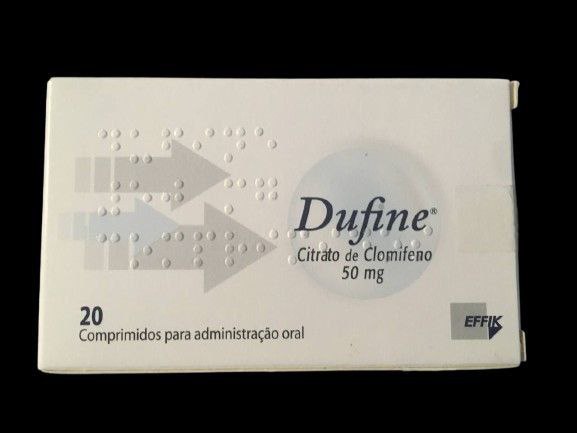 Dufine®
Citrato de Clomifeno
50 mg
20
Comprimidos para administração oral
EFFIK